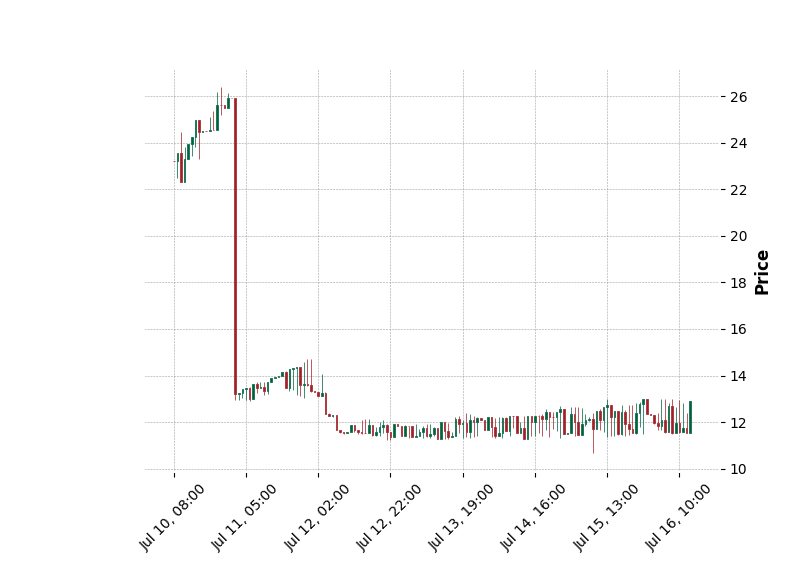 26
24
22
20
18
16
14
12
10
Price
Jul 10, 08:00
Jul 11, 05:00
Jul 12, 02:00
Jul 12, 22:00
Jul 13, 19:00
Jul 14, 16:00
Jul 15, 13:00
Jul 16, 10:00